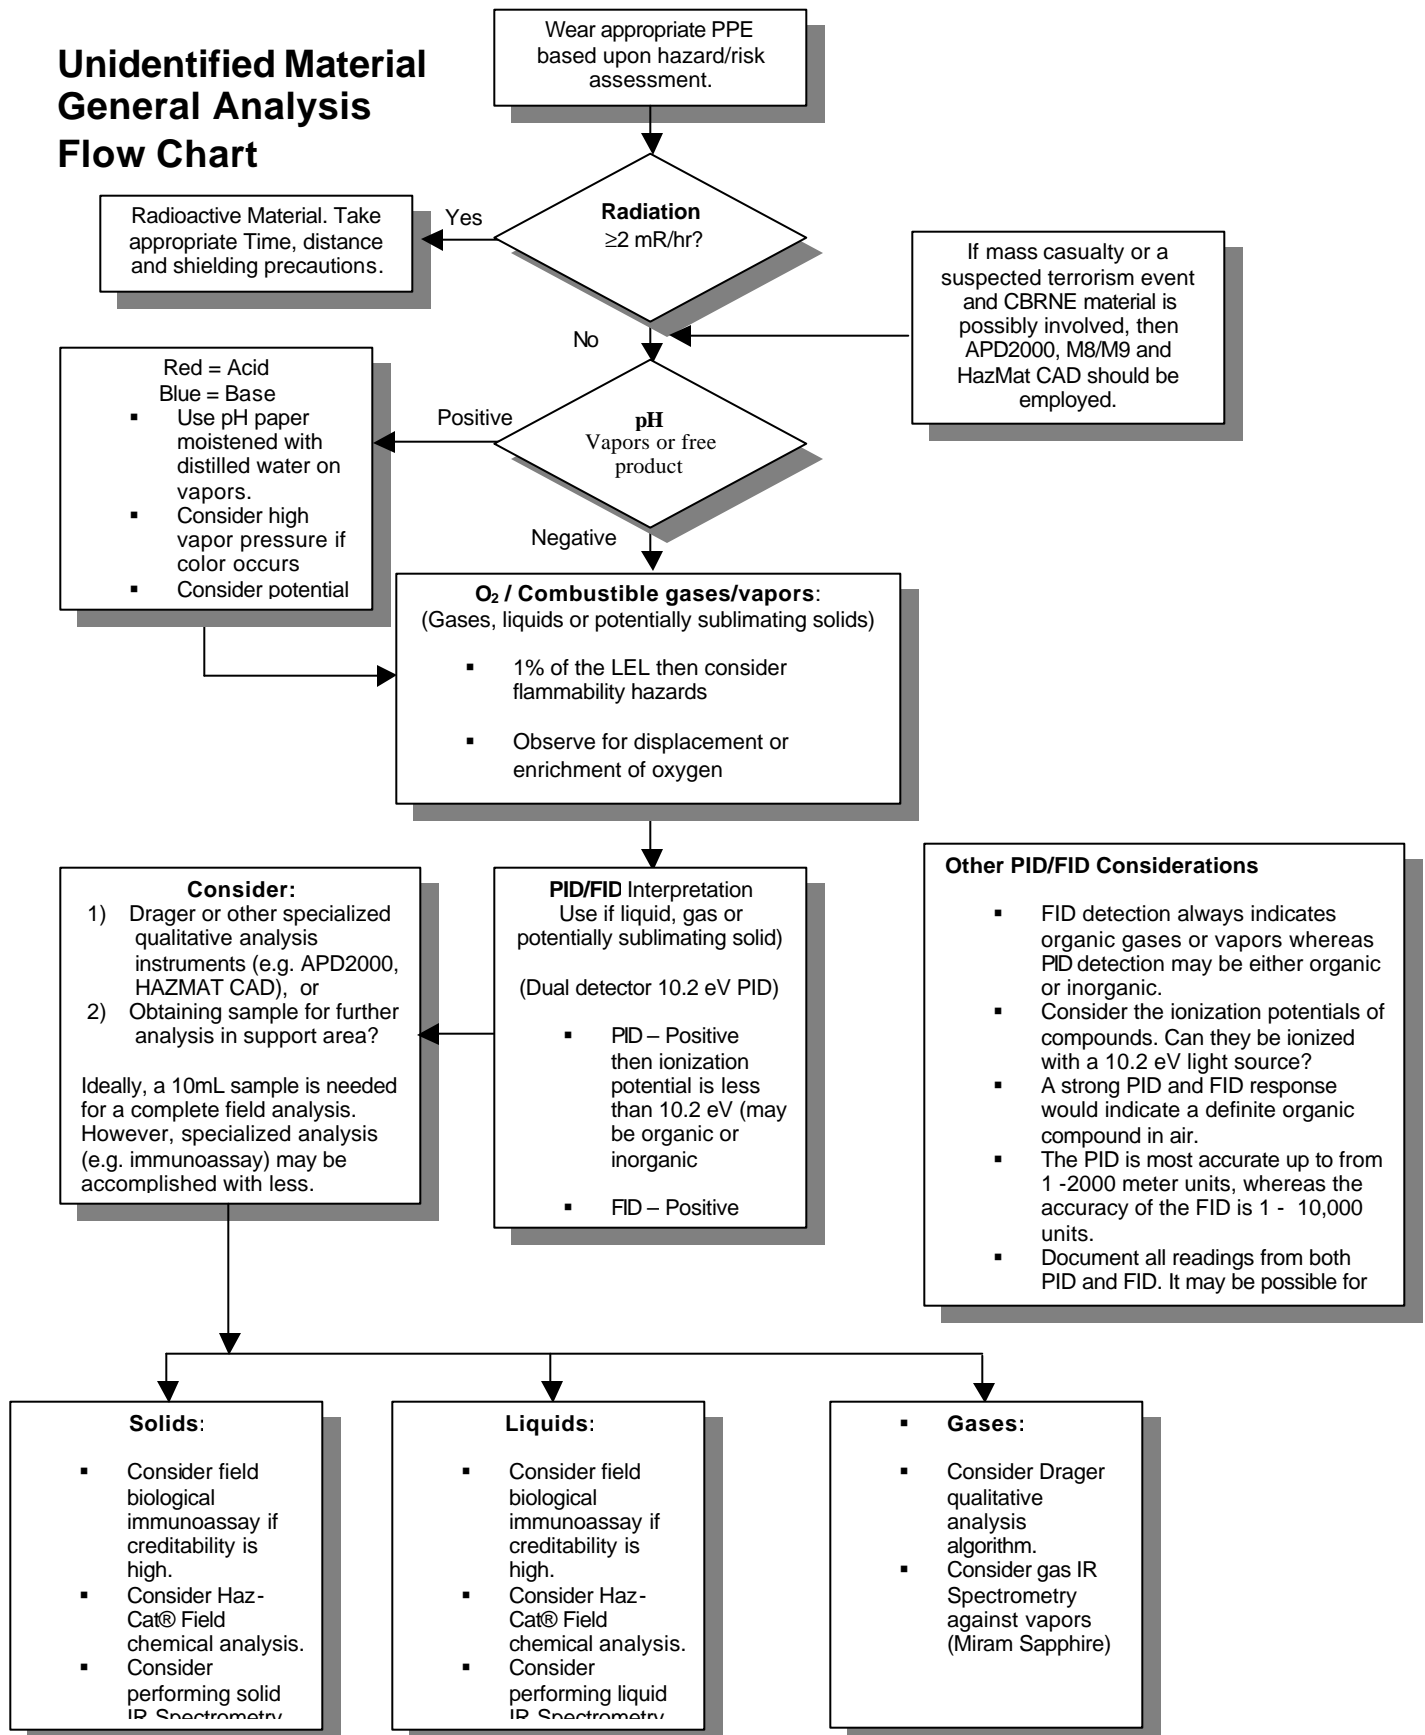 Unidentified Material
General Analysis
Flow Chart
Wear appropriate PPE
based upon hazard/risk
assessment.
Radiation
≥2 mR/hr?
Yes
Radioactive Material. Take
appropriate Time, distance
and shielding precautions.
No
If mass casualty or a
suspected terrorism event
and CBRNE material is
possibly involved, then
APD2000, M8/M9 and
HazMat CAD should be
employed.
pH
Vapors or free
product
Positive
Red = Acid
Blue = Base
▪ Use pH paper
moistened with
distilled water on
vapors.
▪ Consider high
vapor pressure if
color occurs
▪ Consider potential
Negative
O₂ / Combustible gases/vapors:
(Gases, liquids or potentially sublimating solids)
▪ 1% of the LEL then consider
flammability hazards
▪ Observe for displacement or
enrichment of oxygen
Consider:
1) Drager or other specialized
qualitative analysis
instruments (e.g. APD2000,
HAZMAT CAD), or
2) Obtaining sample for further
analysis in support area?
Ideally, a 10mL sample is needed
for a complete field analysis.
However, specialized analysis
(e.g. immunoassay) may be
accomplished with less.
PID/FID Interpretation
Use if liquid, gas or
potentially sublimating solid)
(Dual detector 10.2 eV PID)
▪ PID – Positive
then ionization
potential is less
than 10.2 eV (may
be organic or
inorganic
▪ FID – Positive
Other PID/FID Considerations
▪ FID detection always indicates
organic gases or vapors whereas
PID detection may be either organic
or inorganic.
▪ Consider the ionization potentials of
compounds. Can they be ionized
with a 10.2 eV light source?
▪ A strong PID and FID response
would indicate a definite organic
compound in air.
▪ The PID is most accurate up to from
1 -2000 meter units, whereas the
accuracy of the FID is 1 - 10,000
units.
▪ Document all readings from both
PID and FID. It may be possible for
Solids:
▪ Consider field
biological
immunoassay if
creditability is
high.
▪ Consider Haz-
Cat® Field
chemical analysis.
▪ Consider
performing solid
IR Spectrometry
Liquids:
▪ Consider field
biological
immunoassay if
creditability is
high.
▪ Consider Haz-
Cat® Field
chemical analysis.
▪ Consider
performing liquid
IR Spectrometry
▪ Gases:
▪ Consider Drager
qualitative
analysis
algorithm.
▪ Consider gas IR
Spectrometry
against vapors
(Miram Sapphire)